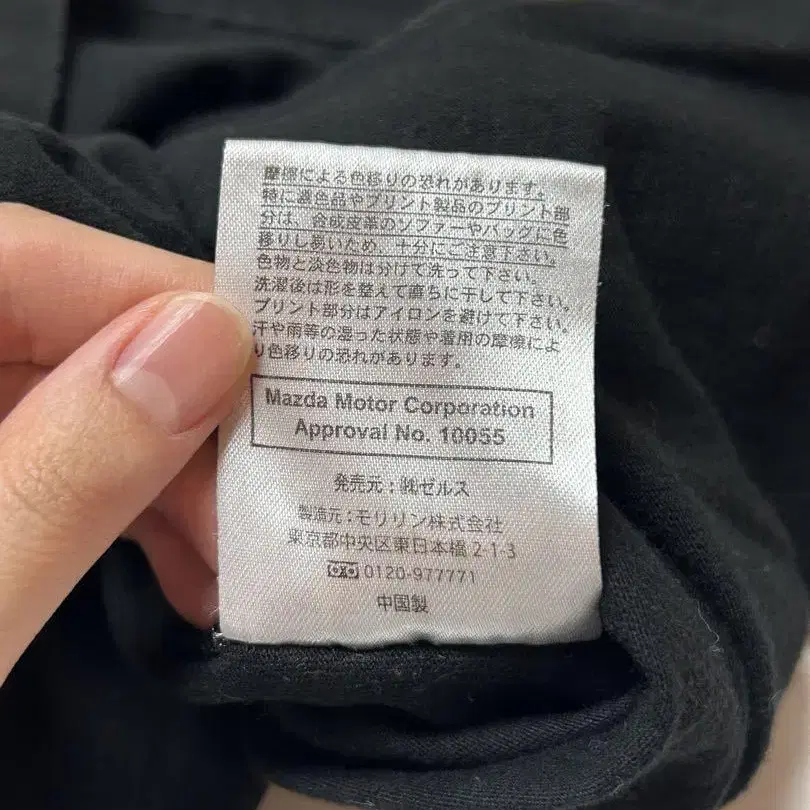 摩擦による色移りの恐れがあります。
特に濃色品やプリント製品のプリント部
分は、合成皮革のソファーやバッグに色
移りしあいため、十分にご注意下さい。
色物と淡色物は分けて洗って下さい。
洗濯後は形を整えて直ちに干して下さい。
プリント部分はアイロンを避けて下さい。
汗や雨等の湿った状態や着用の摩擦によ
り色移りの恐れがあります。
Mazda Motor Corporation
Approval No. 10055
発売元：㈱ゼルス
製造元：モリリン株式会社
東京都中央区東日本橋 2-1-3
0120-977771
中国製